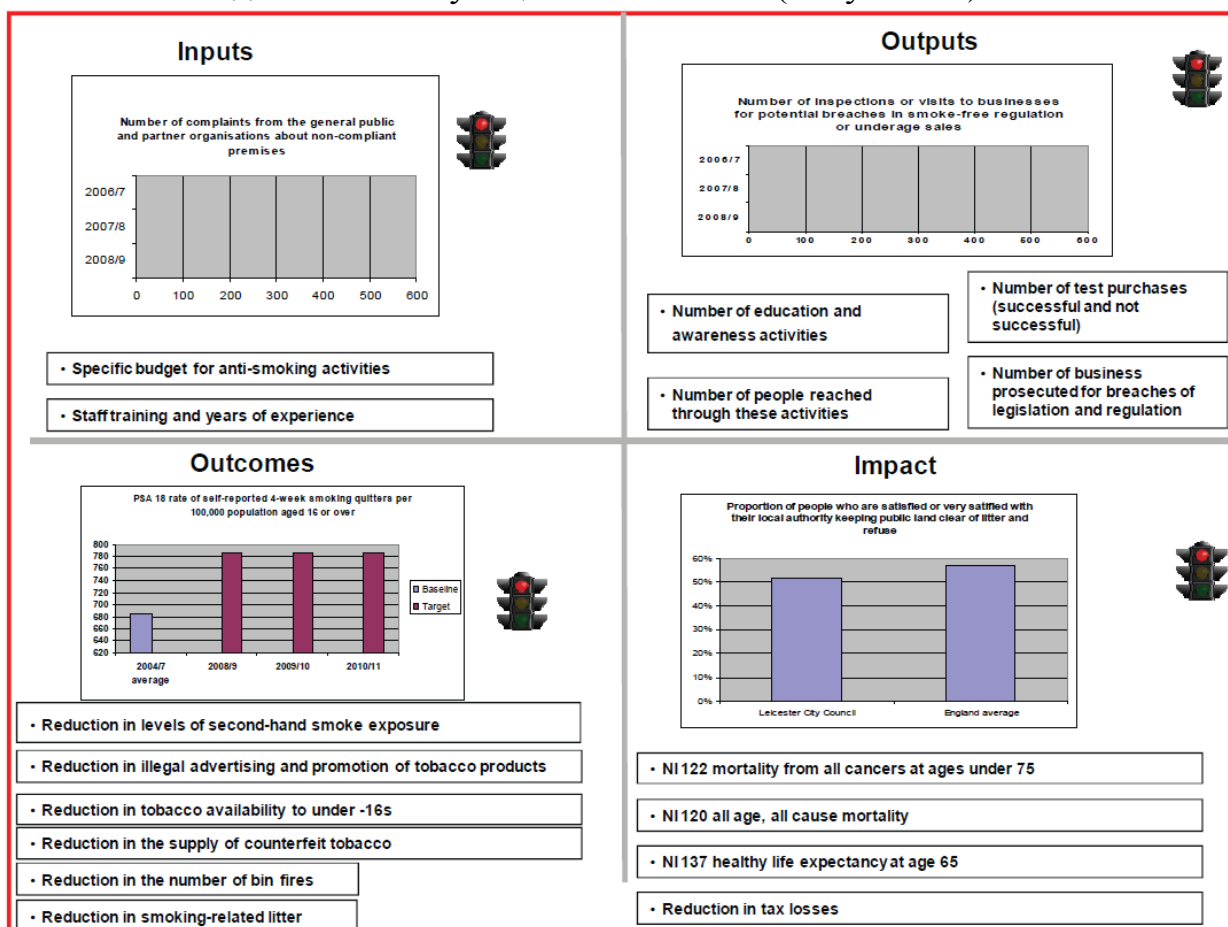 Inputs
Number of complaints from the general public
and partner organisations about non-compliant
premises
2006/7
2007/8
2008/9
0 100 200 300 400 500 600
• Specific budget for anti-smoking activities
• Staff training and years of experience
Outputs
Number of inspections or visits to businesses
for potential breaches in smoke-free regulation
or underage sales
2006/7
2007/8
2008/9
0 100 200 300 400 500 600
• Number of education and
awareness activities
• Number of people reached
through these activities
• Number of test purchases
(successful and not
successful)
• Number of business
prosecuted for breaches of
legislation and regulation
Outcomes
PSA 18 rate of self-reported 4-week smoking quitters per
100,000 population aged 16 or over
800
780
760
740
720
700
680
660
640
620
2004/7
average
2008/9
2009/10
2010/11
Baseline
Target
• Reduction in levels of second-hand smoke exposure
• Reduction in illegal advertising and promotion of tobacco products
• Reduction in tobacco availability to under -16s
• Reduction in the supply of counterfeit tobacco
• Reduction in the number of bin fires
• Reduction in smoking-related litter
Impact
Proportion of people who are satisfied or very satified with
their local authority keeping public land clear of litter and
refuse
60%
50%
40%
30%
20%
10%
0%
Leicester City Council
England average
• NI122 mortality from all cancers at ages under 75
• NI120 all age, all cause mortality
• NI137 healthy life expectancy at age 65
• Reduction in tax losses